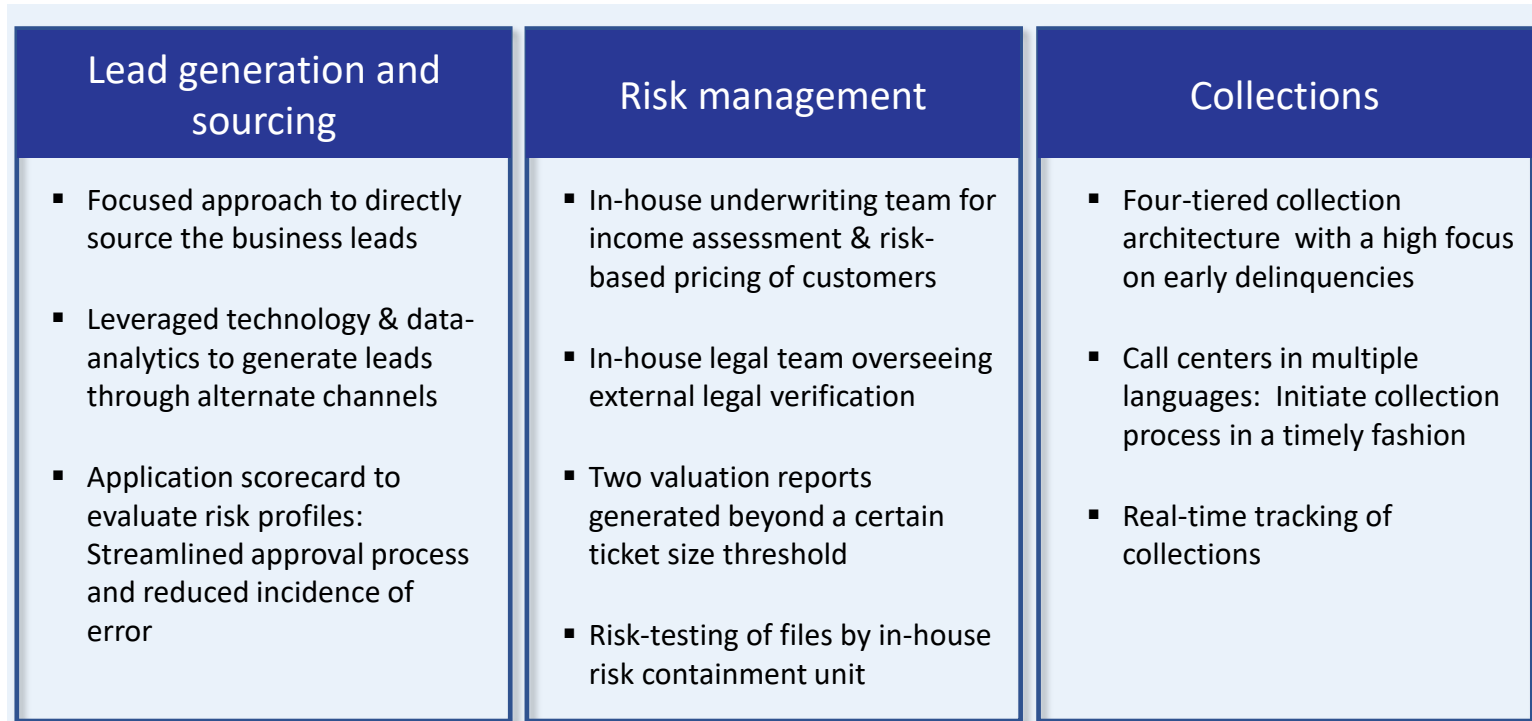 Lead generation and
sourcing
▪ Focused approach to directly
source the business leads
▪ Leveraged technology & data-
analytics to generate leads
through alternate channels
▪ Application scorecard to
evaluate risk profiles:
Streamlined approval process
and reduced incidence of
error
Risk management
▪ In-house underwriting team for
income assessment & risk-
based pricing of customers
▪ In-house legal team overseeing
external legal verification
▪ Two valuation reports
generated beyond a certain
ticket size threshold
▪ Risk-testing of files by in-house
risk containment unit
Collections
▪ Four-tiered collection
architecture  with a high focus
on early delinquencies
▪ Call centers in multiple
languages:  Initiate collection
process in a timely fashion
▪ Real-time tracking of
collections